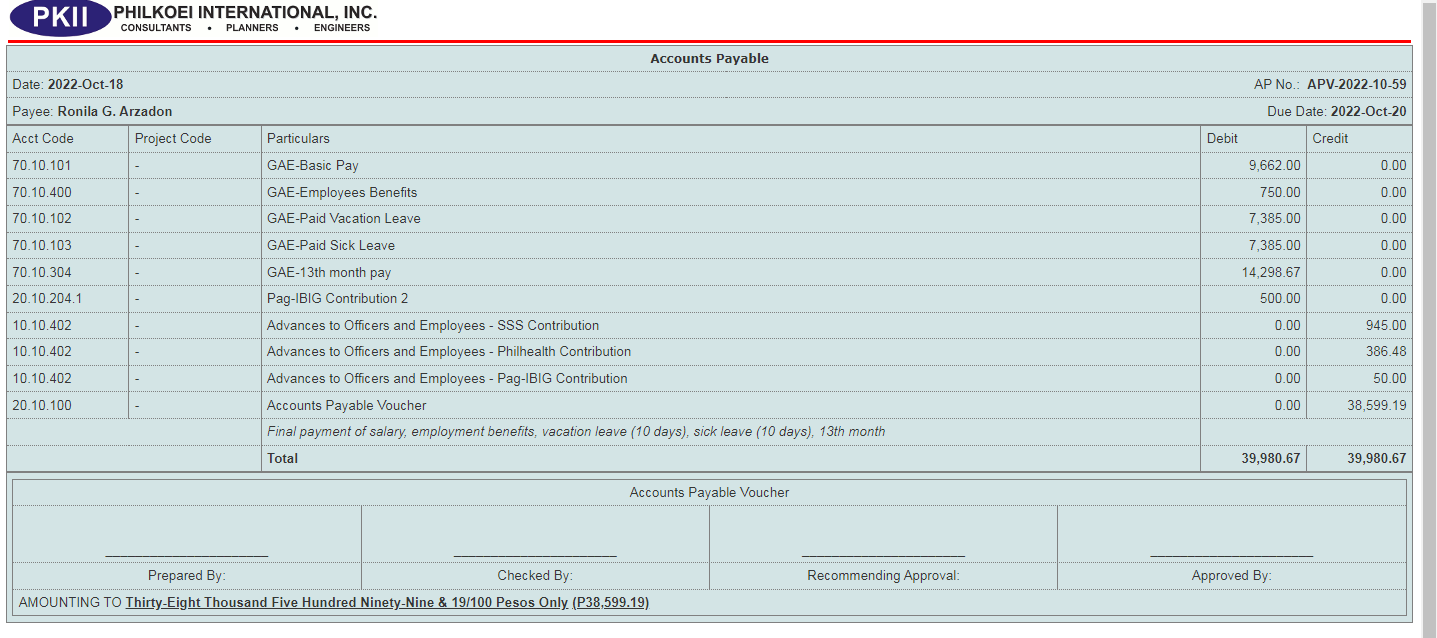 PKII PHILKOEI INTERNATIONAL, INC.
CONSULTANTS • PLANNERS • ENGINEERS
Accounts Payable
Date: 2022-Oct-18 AP No.: APV-2022-10-59
Payee: Ronila G. Arzadon Due Date: 2022-Oct-20
Acct Code Project Code Particulars Debit Credit
70.10.101 - GAE-Basic Pay 9,662.00 0.00
70.10.400 - GAE-Employees Benefits 750.00 0.00
70.10.102 - GAE-Paid Vacation Leave 7,385.00 0.00
70.10.103 - GAE-Paid Sick Leave 7,385.00 0.00
70.10.304 - GAE-13th month pay 14,298.67 0.00
20.10.204.1 - Pag-IBIG Contribution 2 500.00 0.00
10.10.402 - Advances to Officers and Employees - SSS Contribution 0.00 945.00
10.10.402 - Advances to Officers and Employees - Philhealth Contribution 0.00 386.48
10.10.402 - Advances to Officers and Employees - Pag-IBIG Contribution 0.00 50.00
20.10.100 - Accounts Payable Voucher 0.00 38,599.19
Final payment of salary, employment benefits, vacation leave (10 days), sick leave (10 days), 13th month
Total 39,980.67 39,980.67
Accounts Payable Voucher
Prepared By: Checked By: Recommending Approval: Approved By:
AMOUNTING TO Thirty-Eight Thousand Five Hundred Ninety-Nine & 19/100 Pesos Only (P38,599.19)